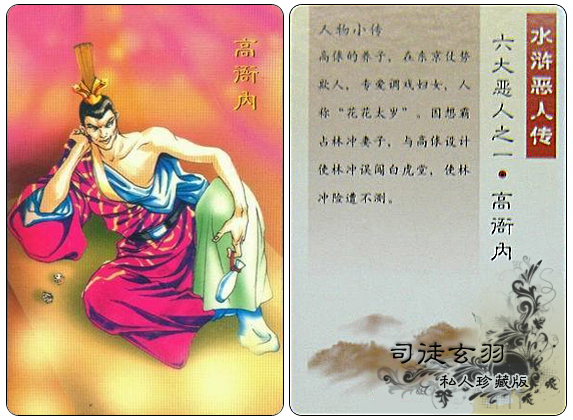 高衙内
水浒恶人传
六大恶人之一·高衙内
人物小传
高俅的养子，在东京仗势
欺人，专爱调戏妇女，人
称“花花太岁”。因想霸
占林冲妻子，与高俅设计
使林冲误闯白虎堂，使林
冲险遭不测。
司徒玄羽
私人珍藏版